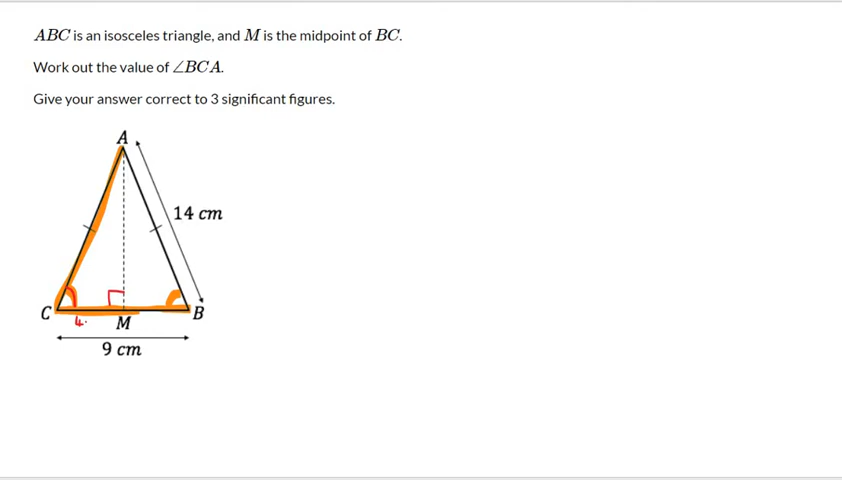 ABC is an isosceles triangle, and M is the midpoint of BC.
Work out the value of ∠BCA.
Give your answer correct to 3 significant figures.
A
14 cm
C
B
4.
M
9 cm